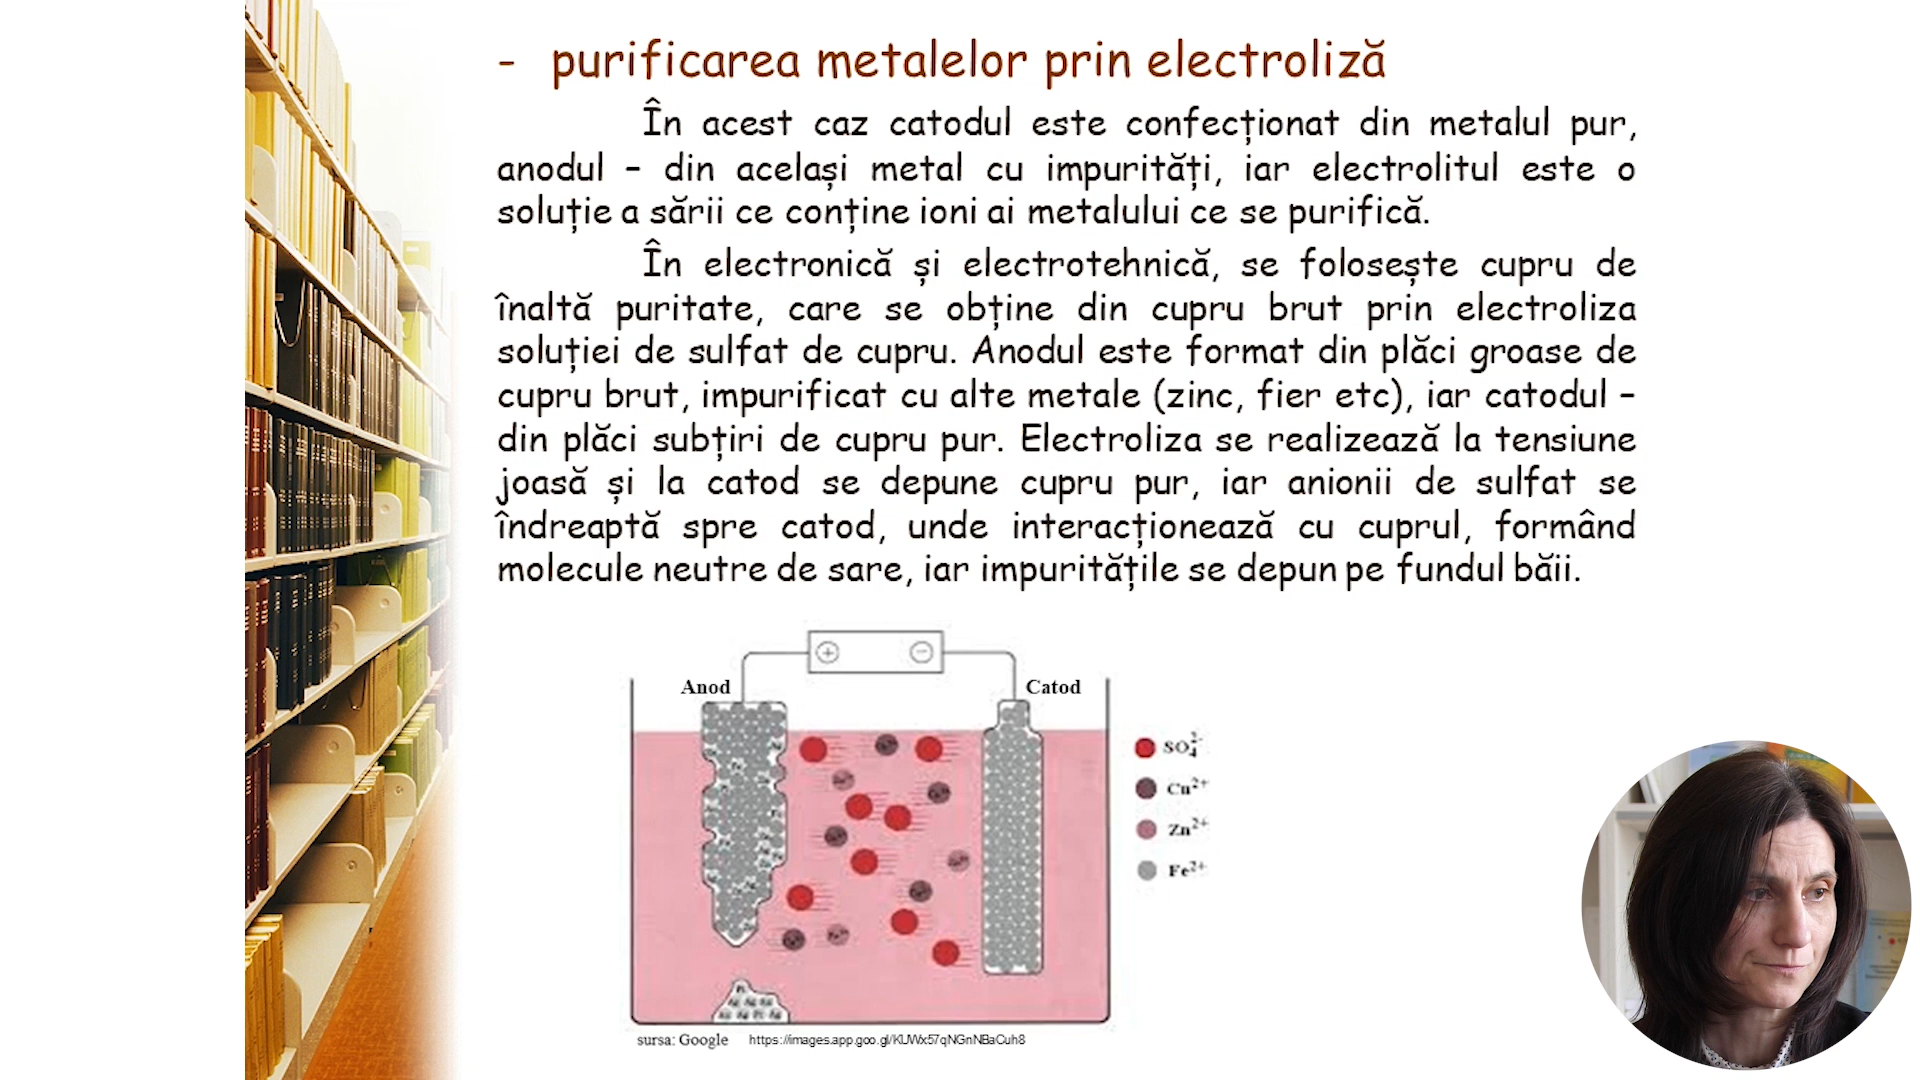 - purificarea metalelor prin electroliză
În acest caz catodul este confecționat din metalul pur,
anodul – din același metal cu impurități, iar electrolitul este o
soluție a sării ce conține ioni ai metalului ce se purifică.
În electronică și electrotehnică, se folosește cupru de
înaltă puritate, care se obține din cupru brut prin electroliza
soluției de sulfat de cupru. Anodul este format din plăci groase de
cupru brut, impurificat cu alte metale (zinc, fier etc), iar catodul –
din plăci subțiri de cupru pur. Electroliza se realizează la tensiune
joasă și la catod se depune cupru pur, iar anionii de sulfat se
îndreaptă spre catod, unde interacționează cu cuprul, formând
molecule neutre de sare, iar impuritățile se depun pe fundul băii.
+ −
Anod Catod
SO₄²⁻
Cu²⁺
Zn²⁺
Fe²⁺
sursa: Google https://images.app.goo.gl/KUWx57qNGnNBaCuh8